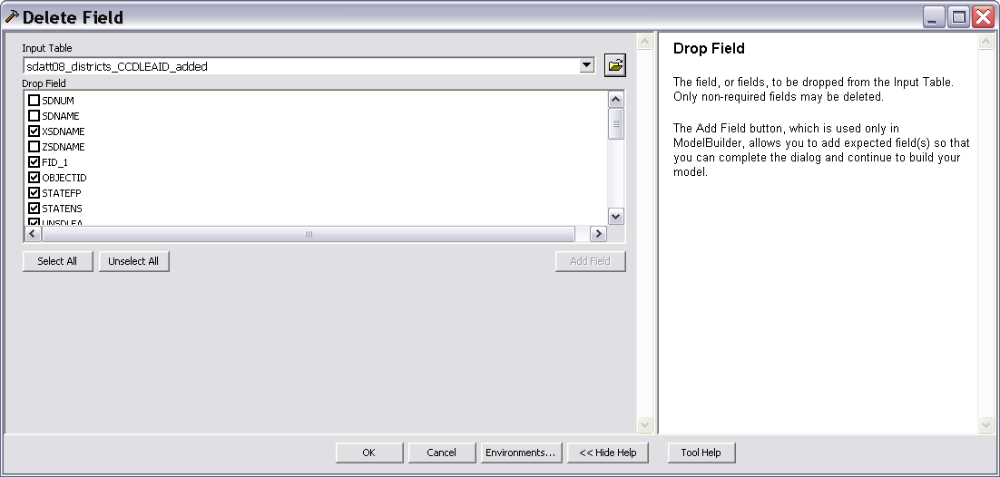 Delete Field
Input Table
sdatt08_districts_CCDLEAID_added
Drop Field
SDNUM
SDNAME
XSDNAME
ZSDNAME
FID_1
OBJECTID
STATEFP
STATENS
UNSDLEA
Select All
Unselect All
Add Field
Drop Field
The field, or fields, to be dropped from the Input Table.
Only non-required fields may be deleted.
The Add Field button, which is used only in
ModelBuilder, allows you to add expected field(s) so that
you can complete the dialog and continue to build your
model.
OK
Cancel
Environments...
<< Hide Help
Tool Help